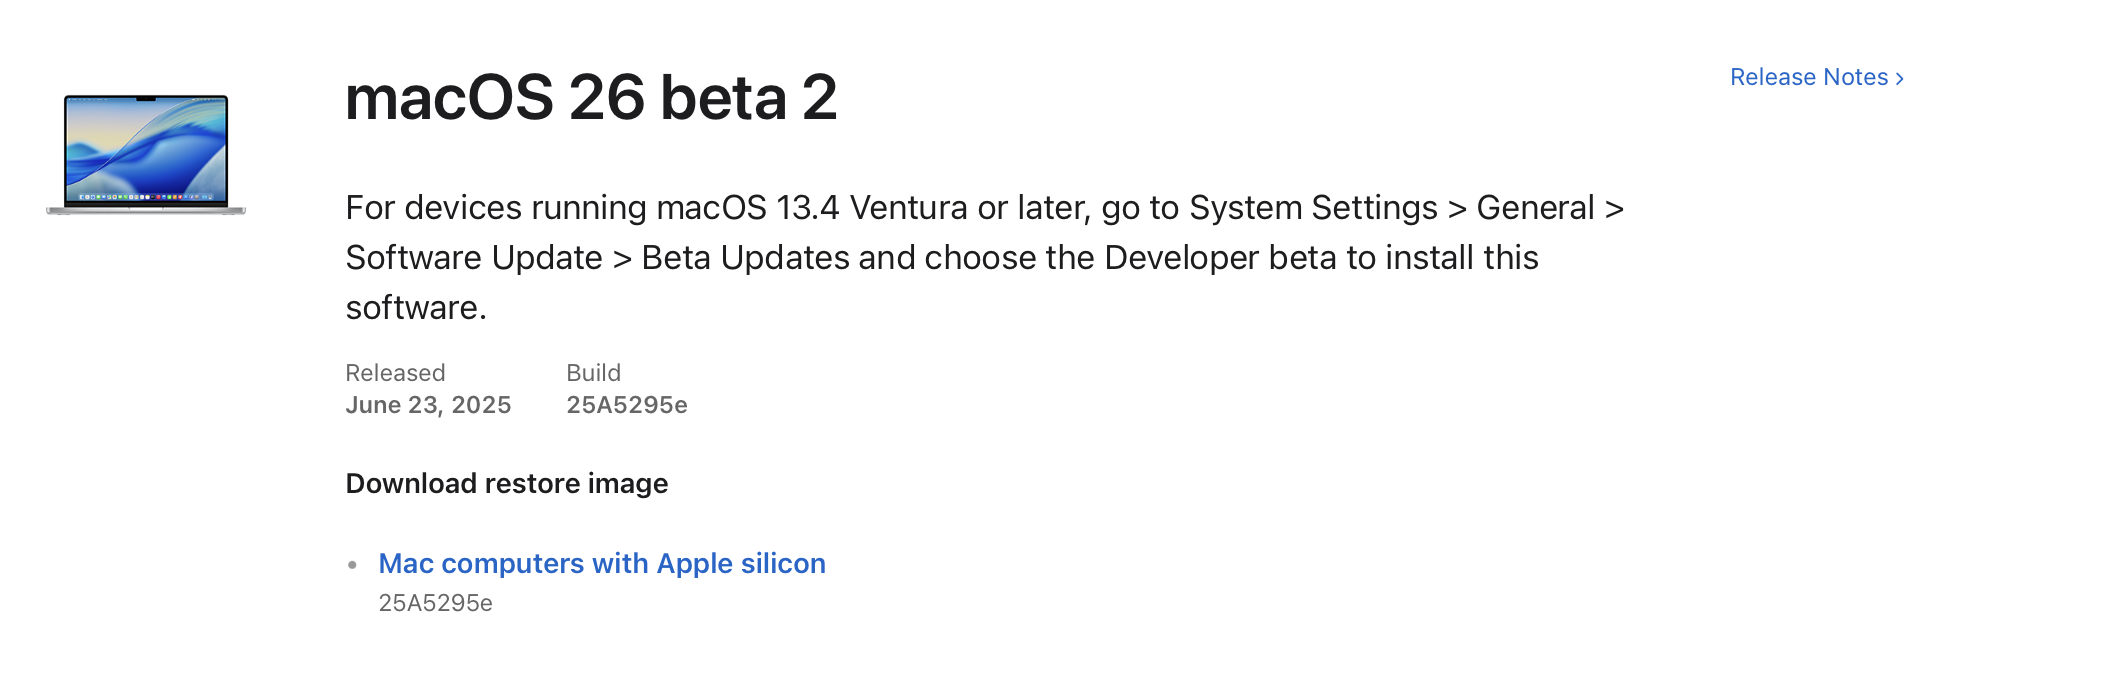 macOS 26 beta 2
Release Notes ›
For devices running macOS 13.4 Ventura or later, go to System Settings > General >
Software Update > Beta Updates and choose the Developer beta to install this
software.
Released
June 23, 2025
Build
25A5295e
Download restore image
• Mac computers with Apple silicon
25A5295e